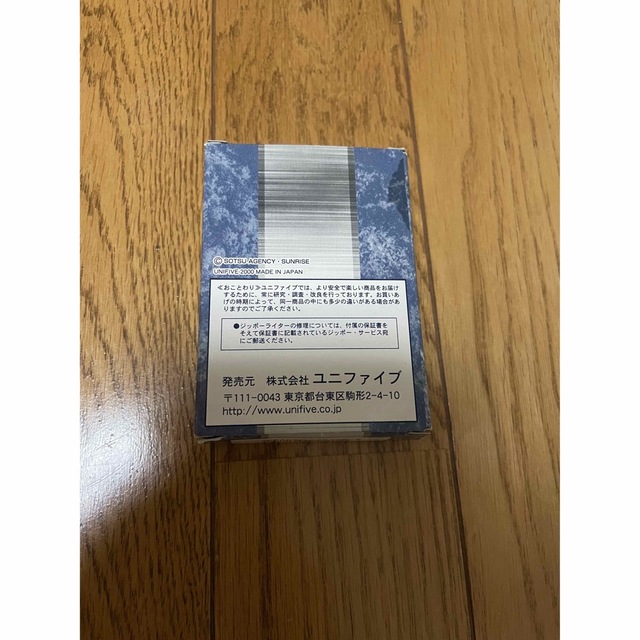 © SOTSU AGENCY・SUNRISE
UNIFIVE 2000 MADE IN JAPAN
≪おことわり≫ユニファイブでは、より安全で楽しい商品をお届け
するために、常に研究・調査・改良を行っております。お買いあ
げの時期によって、同一商品の中にも多少の違いがある場合があ
りますのでご了承ください。
●ジッポーライターの修理については、付属の保証書を
そえて保証書に記載されているジッポー・サービス宛
にご郵送ください。
発売元 株式会社 ユニファイブ
〒111-0043 東京都台東区駒形2-4-10
http://www.unifive.co.jp